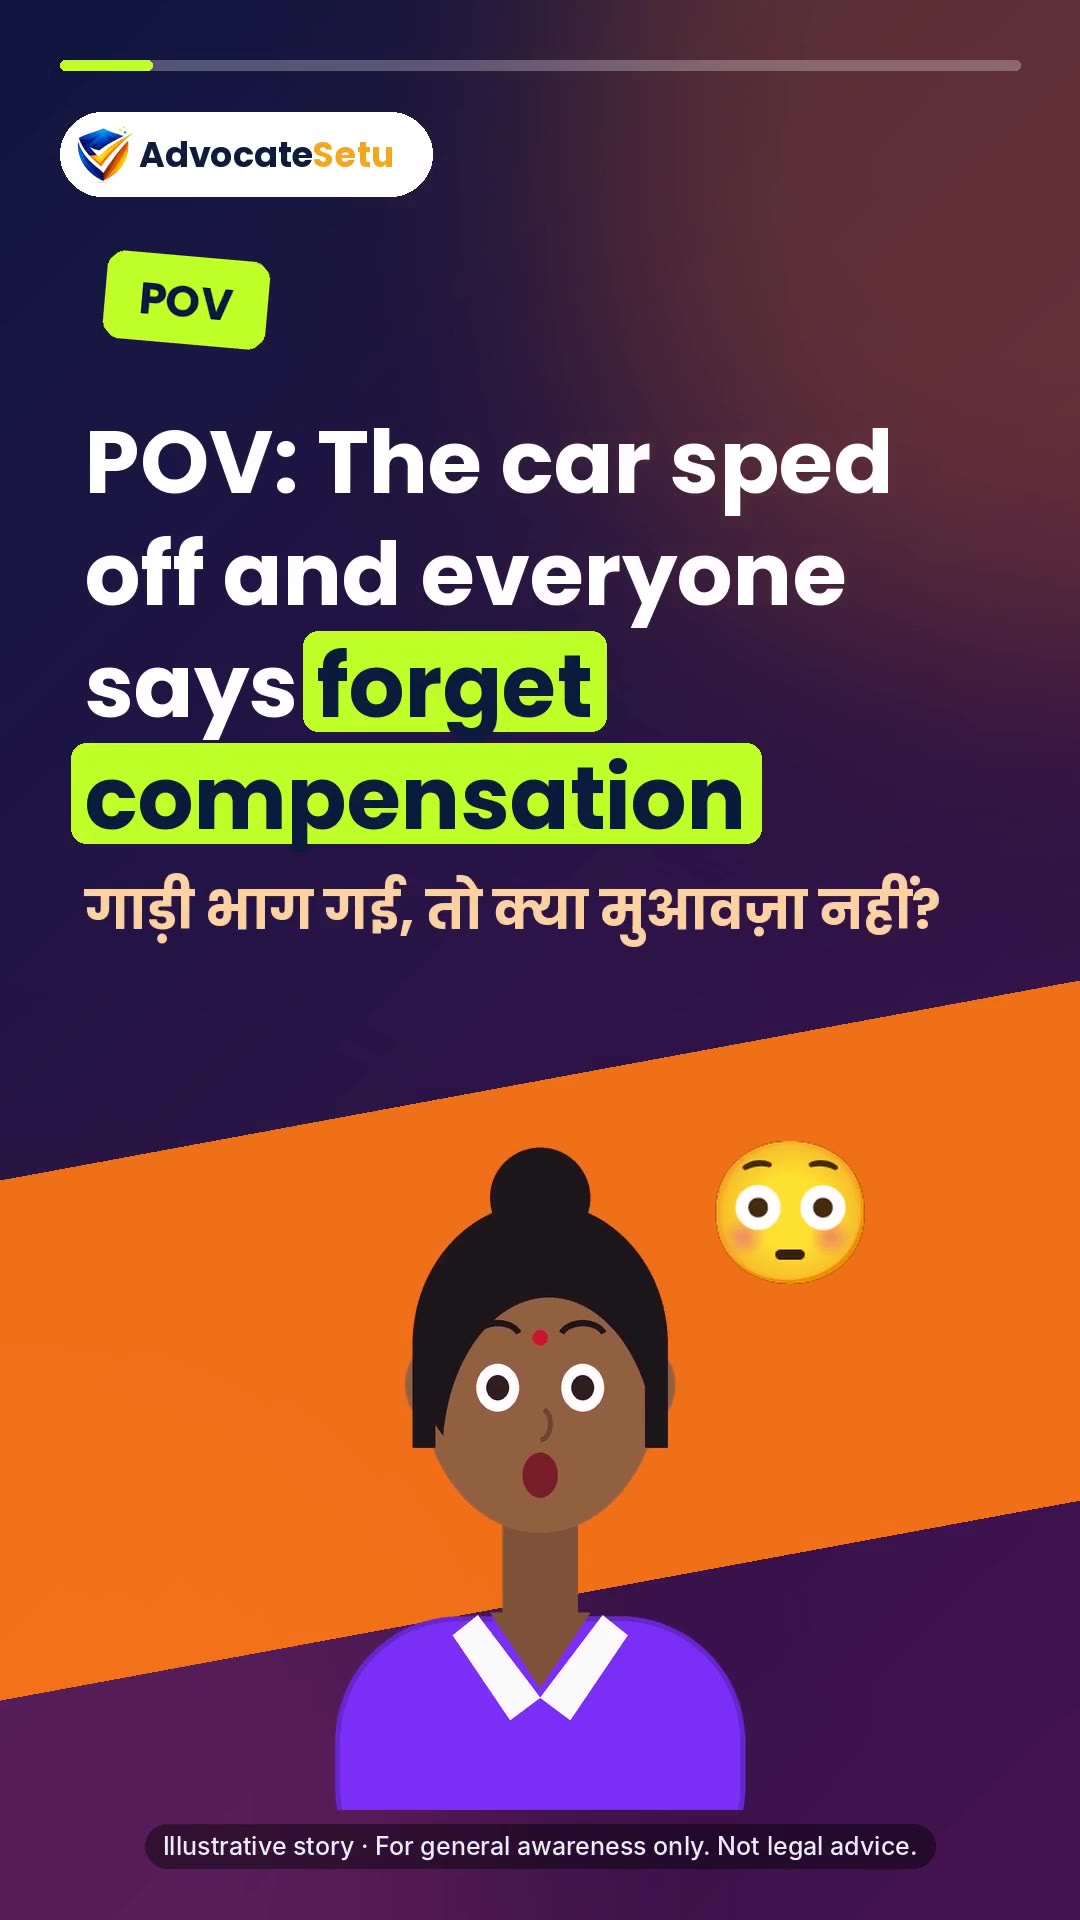 AdvocateSetu
POV
POV: The car sped
off and everyone
says forget
compensation
गाड़ी भाग गई, तो क्या मुआवज़ा नहीं?
Illustrative story · For general awareness only. Not legal advice.